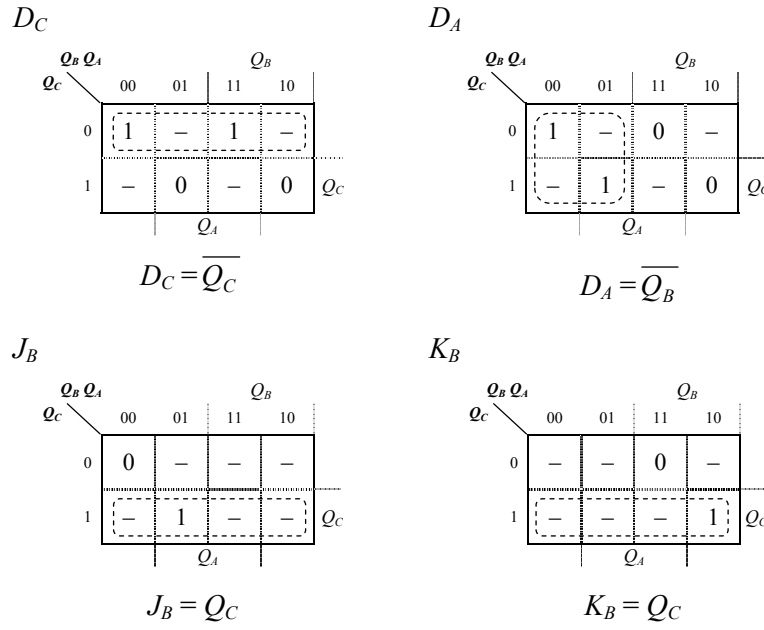 D_C D_A
Q_B Q_A Q_B Q_B Q_A Q_B
Q_C 00 01 11 10 Q_C 00 01 11 10
0 1 – 1 – 0 1 – 0 –
1 – 0 – 0 Q_C 1 – 1 – 0 Q_C
Q_A Q_A
D_C = \overline{Q_C} D_A = \overline{Q_B}
J_B K_B
Q_B Q_A Q_B Q_B Q_A Q_B
Q_C 00 01 11 10 Q_C 00 01 11 10
0 0 – – – 0 – – 0 –
1 – 1 – – Q_C 1 – – – 1 Q_C
Q_A Q_A
J_B = Q_C K_B = Q_C